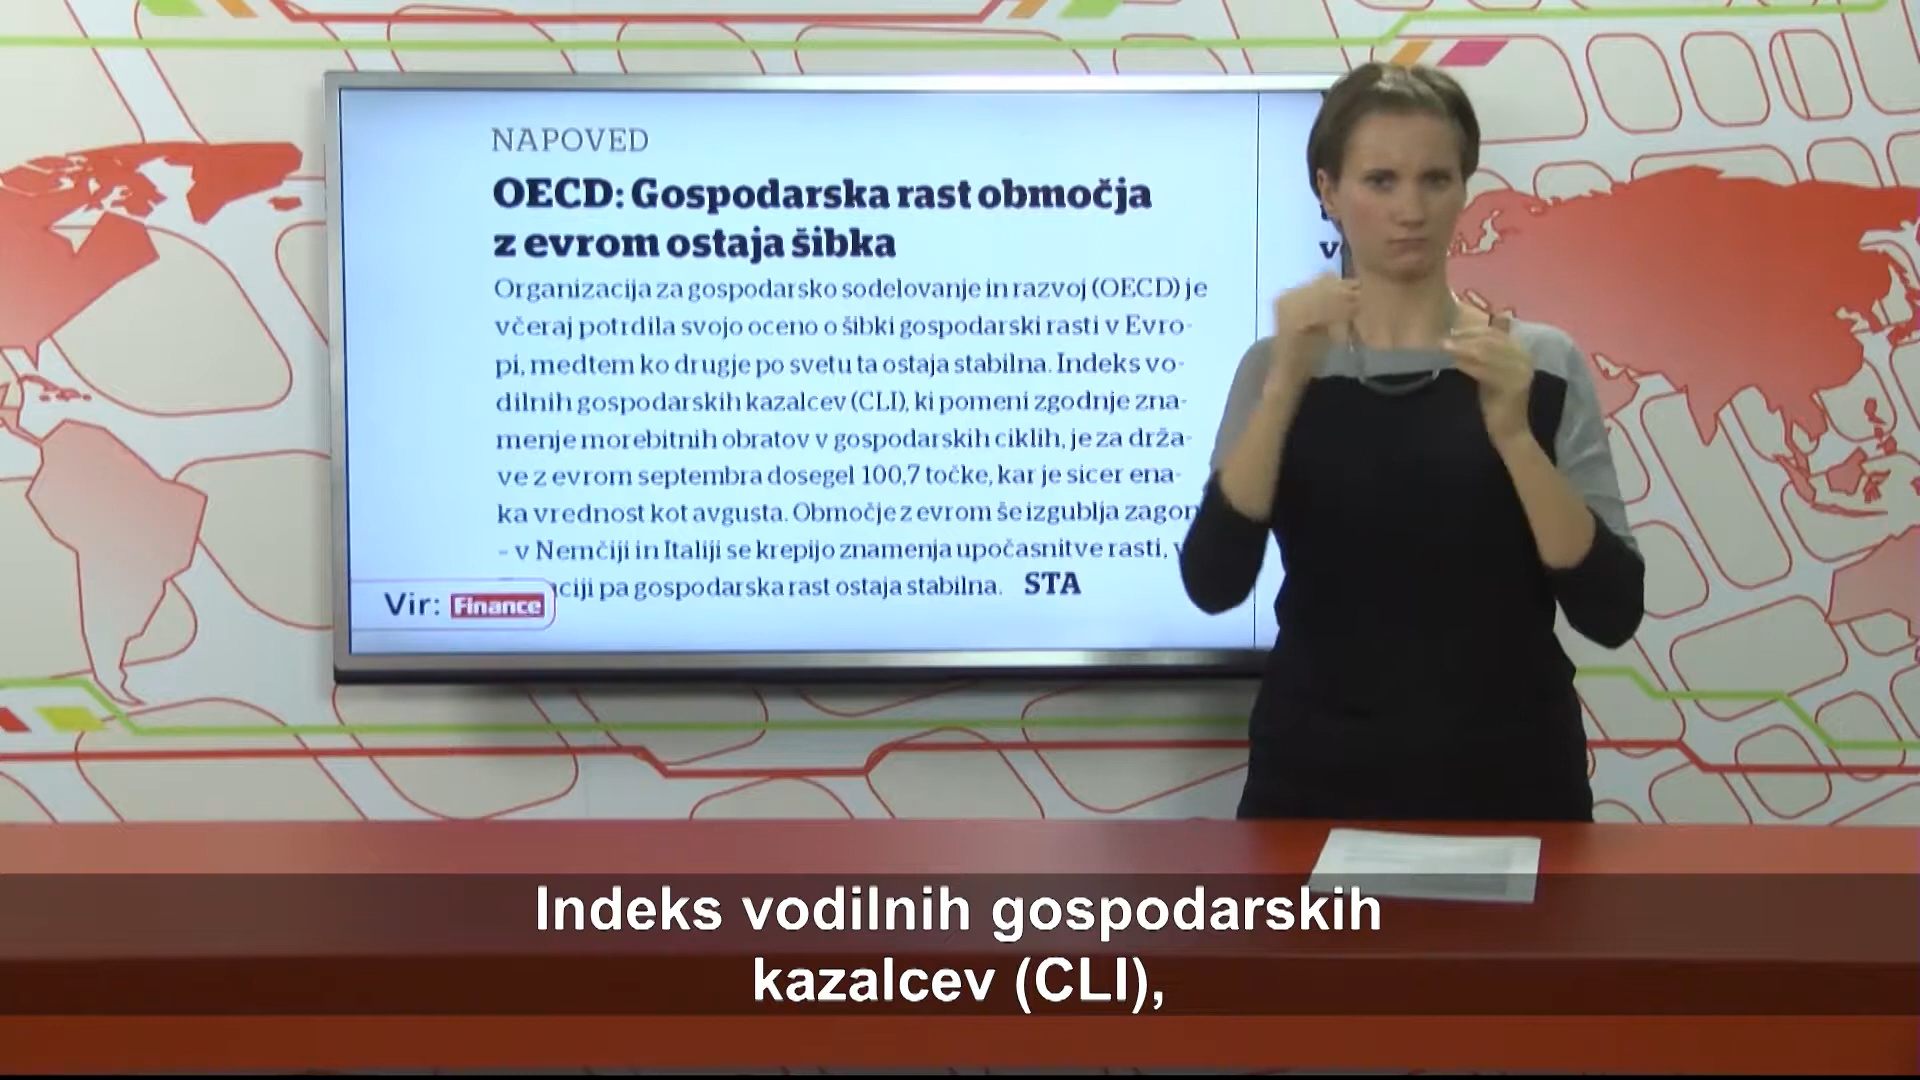 NAPOVED
OECD: Gospodarska rast območja
z evrom ostaja šibka
Organizacija za gospodarsko sodelovanje in razvoj (OECD) je
včeraj potrdila svojo oceno o šibki gospodarski rasti v Evro-
pi, medtem ko drugje po svetu ta ostaja stabilna. Indeks vo-
dilnih gospodarskih kazalcev (CLI), ki pomeni zgodnje zna-
menje morebitnih obratov v gospodarskih ciklih, je za drža-
ve z evrom septembra dosegel 100,7 točke, kar je sicer ena-
ka vrednost kot avgusta. Območje z evrom še izgublja zagon
– v Nemčiji in Italiji se krepijo znamenja upočasnitve rasti,
pa gospodarska rast ostaja stabilna. STA
Vir: Finance
Indeks vodilnih gospodarskih
kazalcev (CLI),